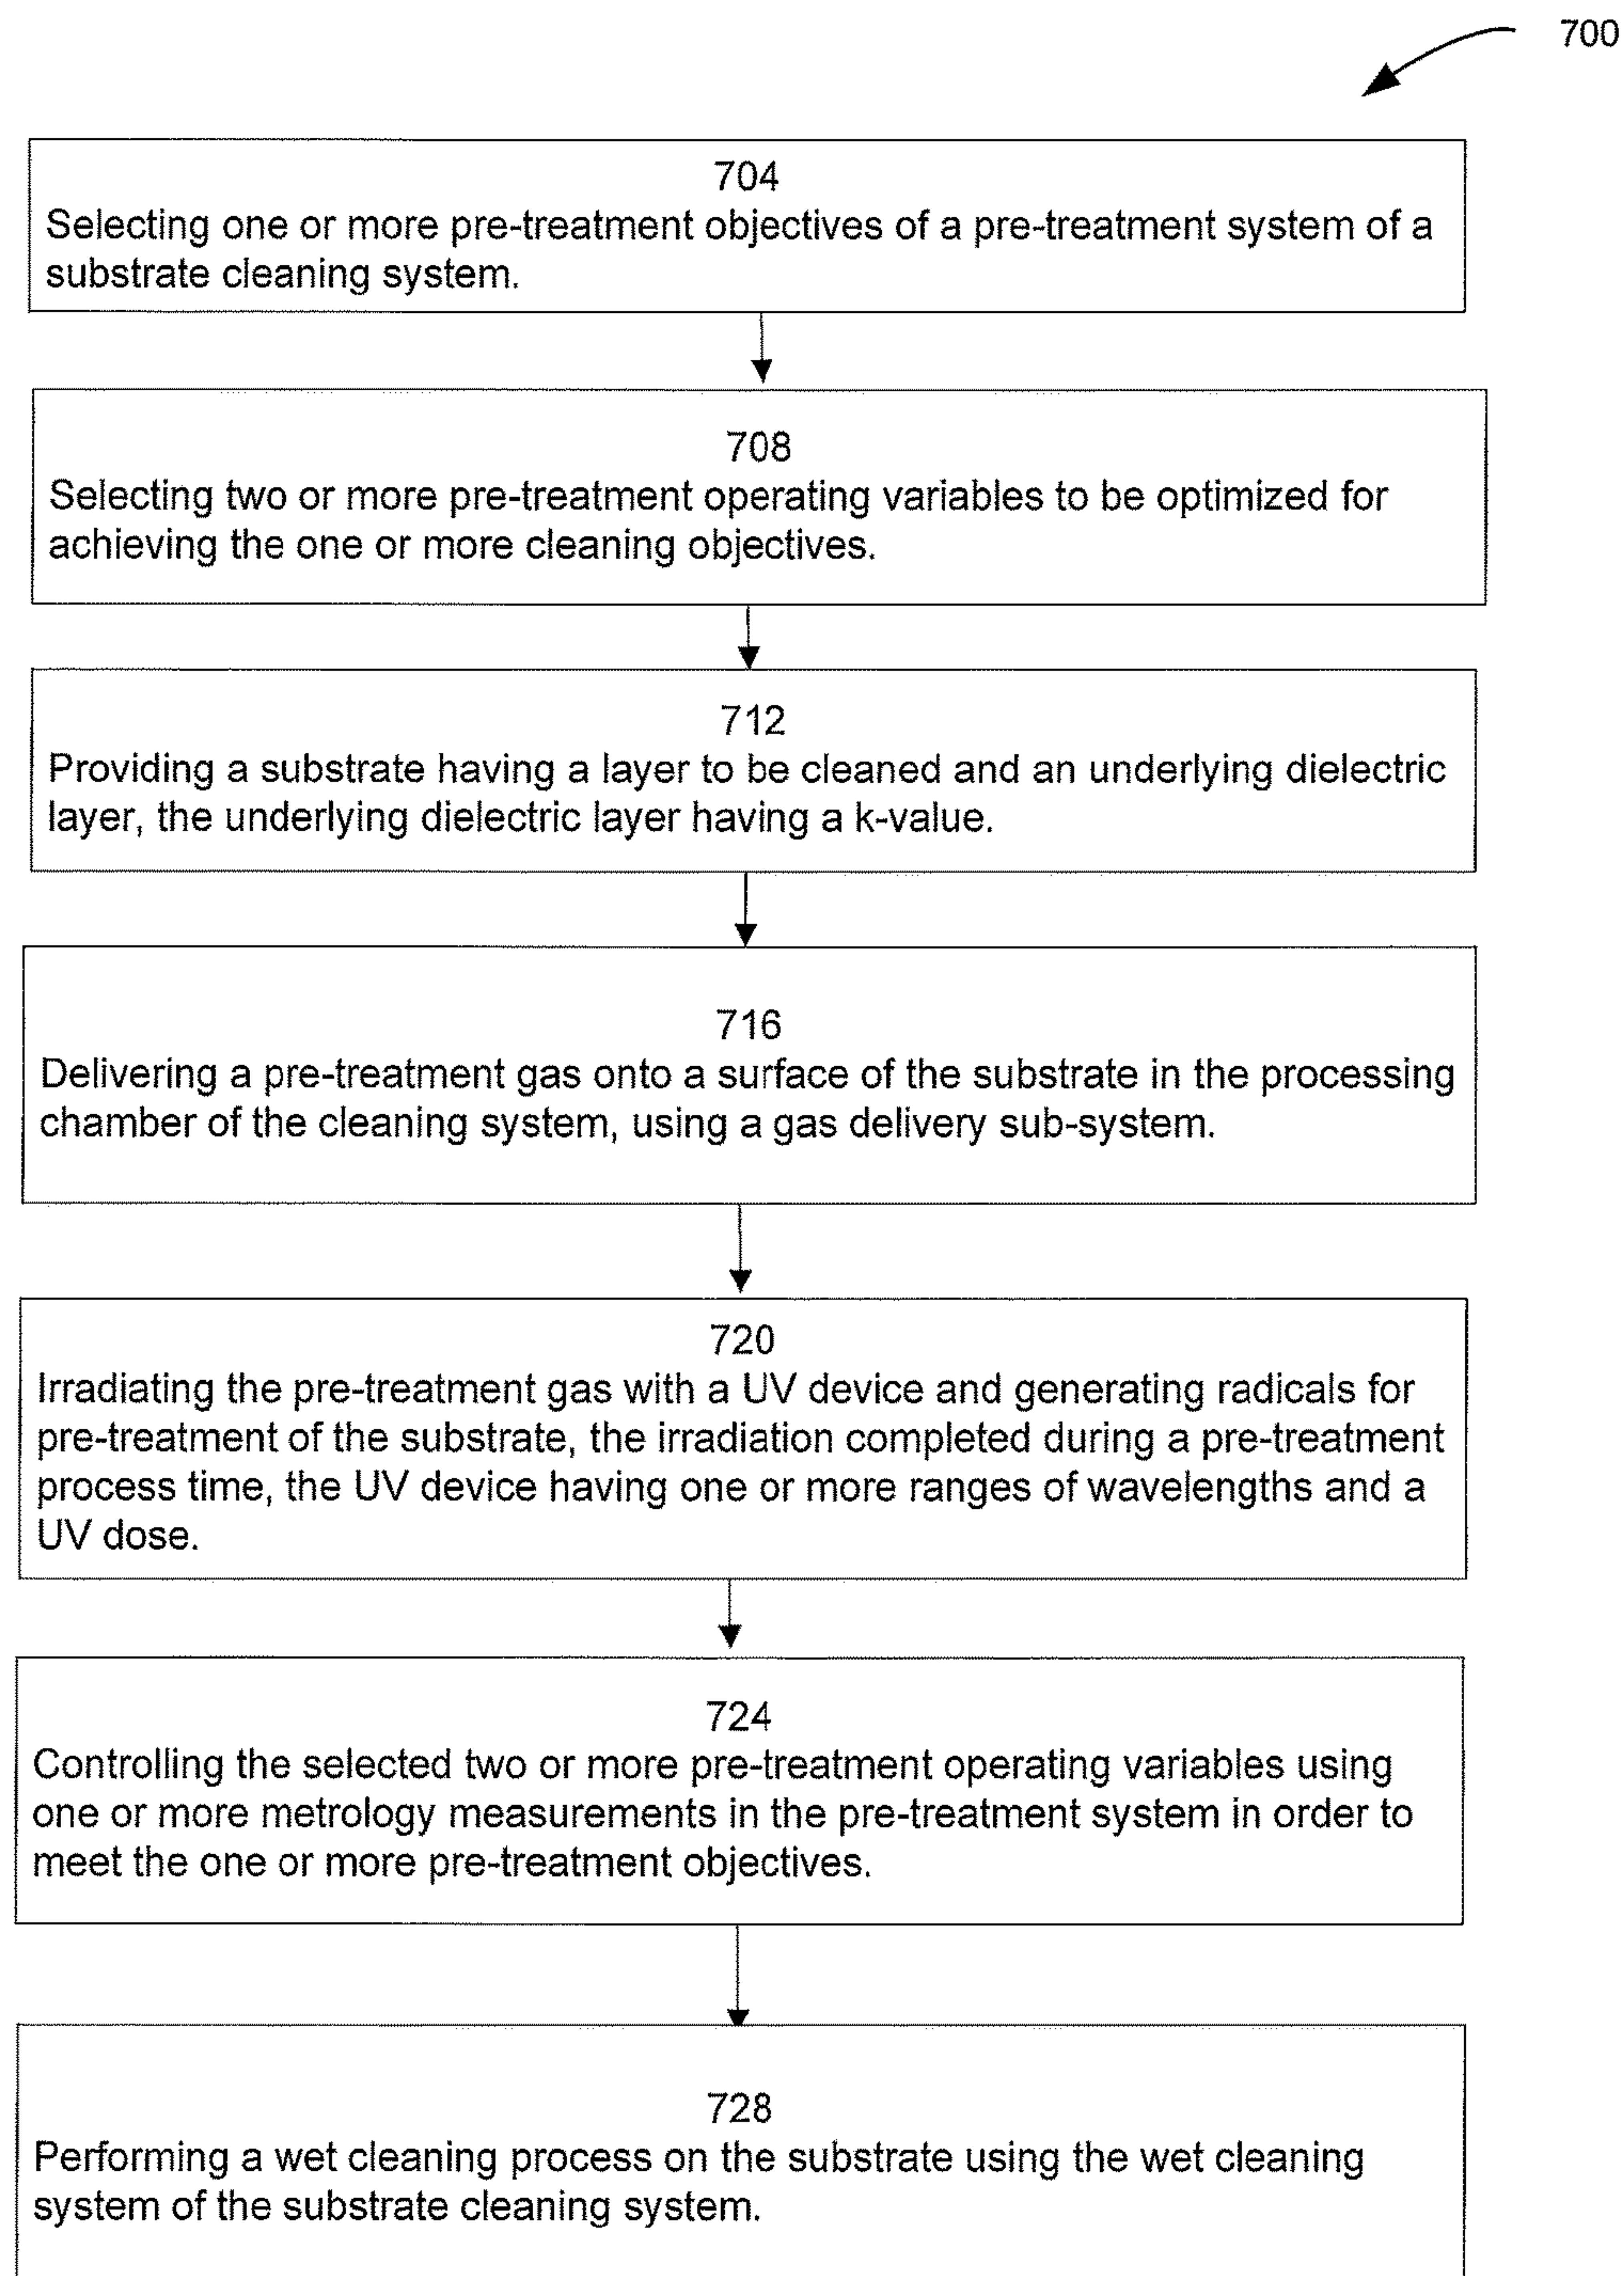 700
704
Selecting one or more pre-treatment objectives of a pre-treatment system of a
substrate cleaning system.
708
Selecting two or more pre-treatment operating variables to be optimized for
achieving the one or more cleaning objectives.
712
Providing a substrate having a layer to be cleaned and an underlying dielectric
layer, the underlying dielectric layer having a k-value.
716
Delivering a pre-treatment gas onto a surface of the substrate in the processing
chamber of the cleaning system, using a gas delivery sub-system.
720
Irradiating the pre-treatment gas with a UV device and generating radicals for
pre-treatment of the substrate, the irradiation completed during a pre-treatment
process time, the UV device having one or more ranges of wavelengths and a
UV dose.
724
Controlling the selected two or more pre-treatment operating variables using
one or more metrology measurements in the pre-treatment system in order to
meet the one or more pre-treatment objectives.
728
Performing a wet cleaning process on the substrate using the wet cleaning
system of the substrate cleaning system.